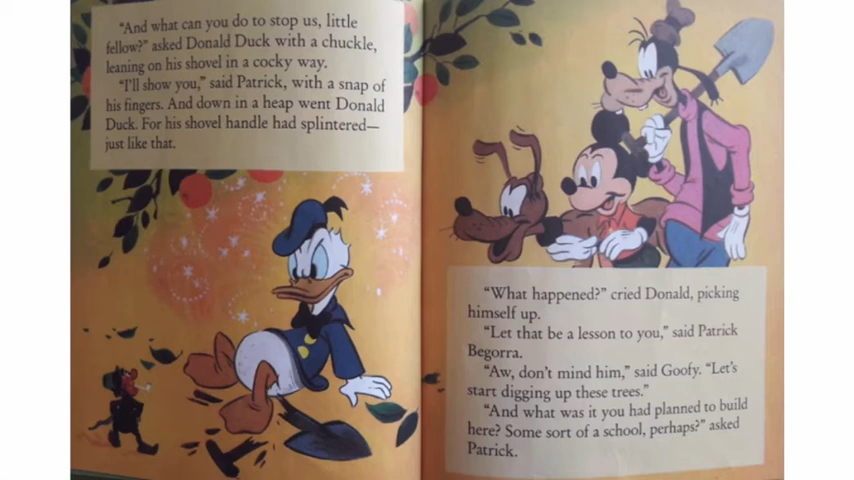 “And what can you do to stop us, little
fellow?” asked Donald Duck with a chuckle,
leaning on his shovel in a cocky way.
“I’ll show you,” said Patrick, with a snap of
his fingers. And down in a heap went Donald
Duck. For his shovel handle had splintered—
just like that.
“What happened?” cried Donald, picking
himself up.
“Let that be a lesson to you,” said Patrick
Begorra.
“Aw, don’t mind him,” said Goofy. “Let’s
start digging up these trees.”
“And what was it you had planned to build
here? Some sort of a school, perhaps?” asked
Patrick.